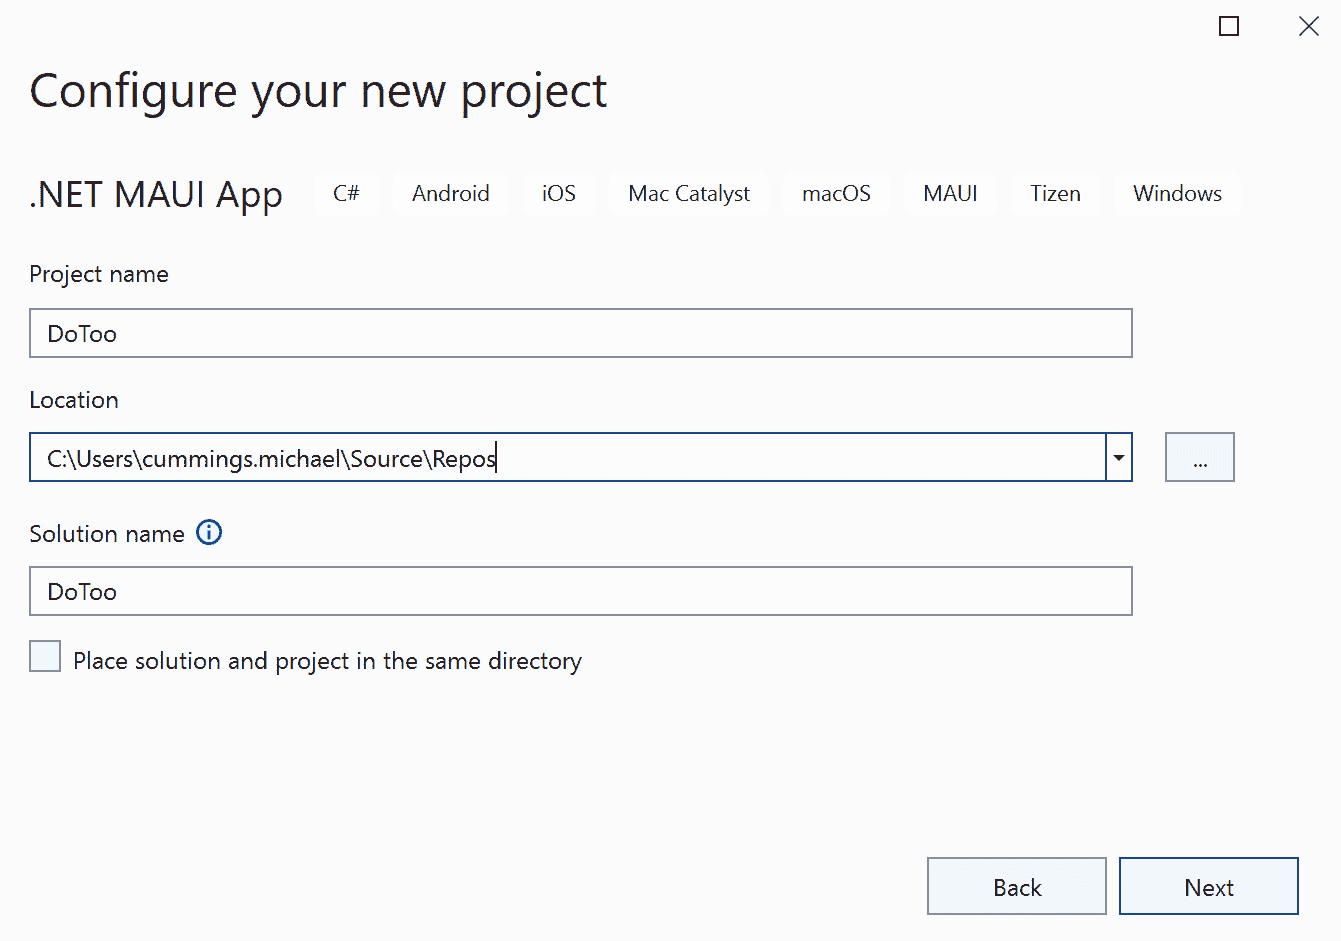 Configure your new project
.NET MAUI App C# Android iOS Mac Catalyst macOS MAUI Tizen Windows
Project name
DoToo
Location
C:\Users\cummings.michael\Source\Repos
...
Solution name
DoToo
Place solution and project in the same directory
Back Next